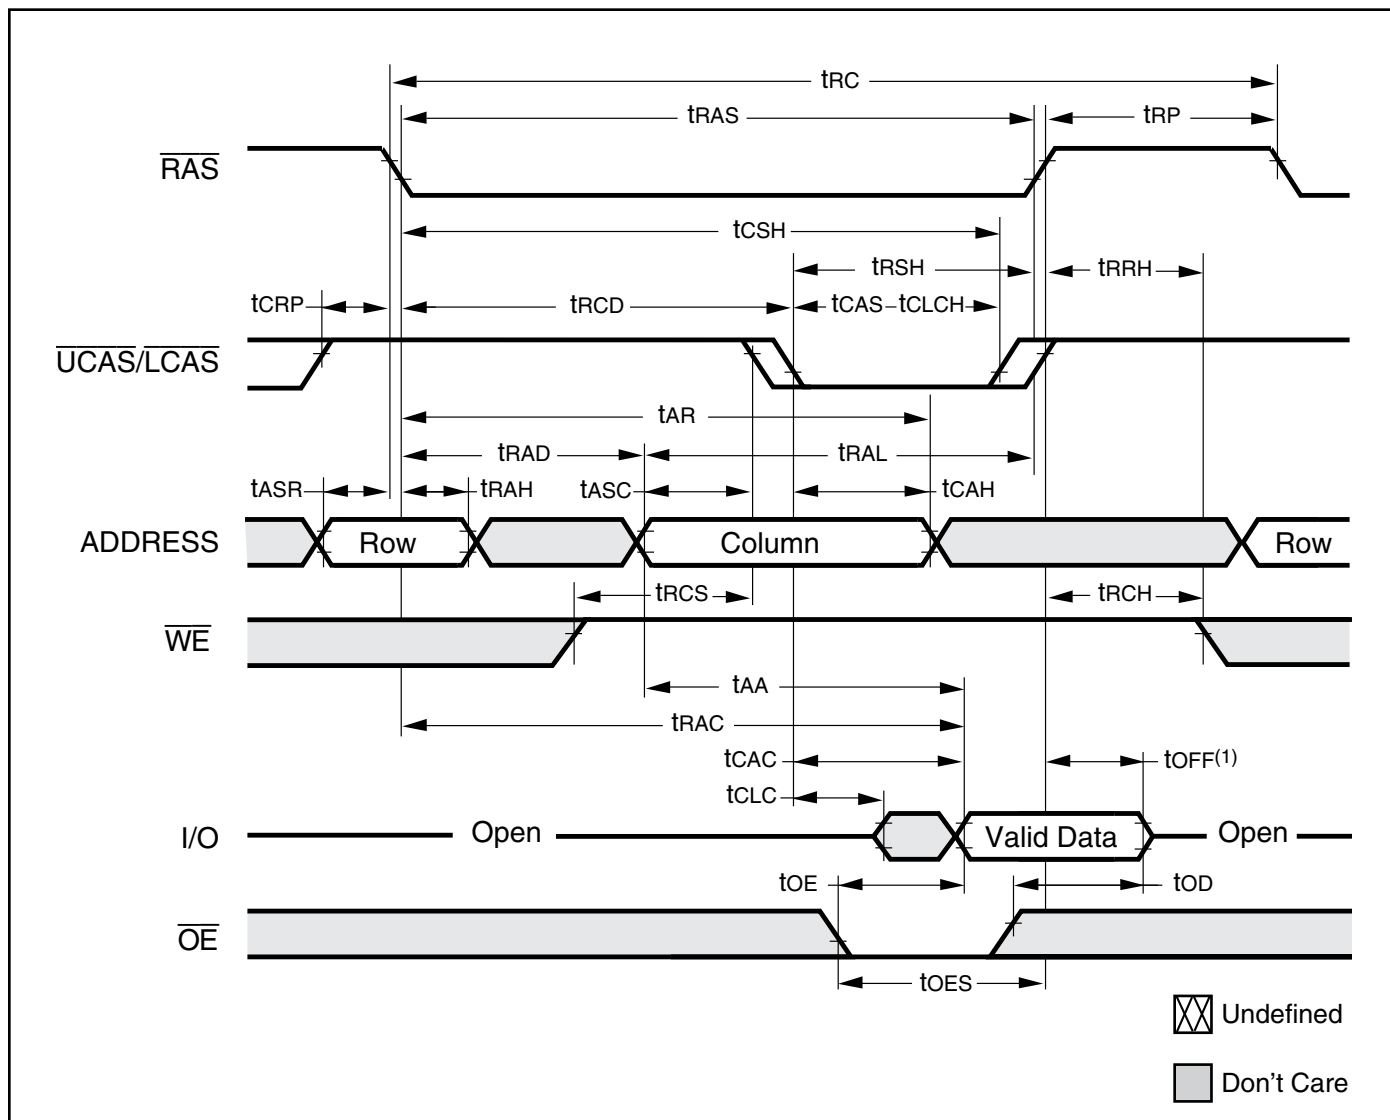 tRC
tRAS tRP
RAS
tCSH
tRSH tRRH
tCRP tRCD tCAS tCLCH
UCAS/LCAS
tAR
tRAD tRAL
tASR tRAH tASC tCAH
ADDRESS Row Column Row
tRCS tRCH
WE
tAA
tRAC
tCAC tOFF(1)
tCLC
I/O Open Valid Data Open
tOE tOD
OE
tOES
Undefined
Don't Care